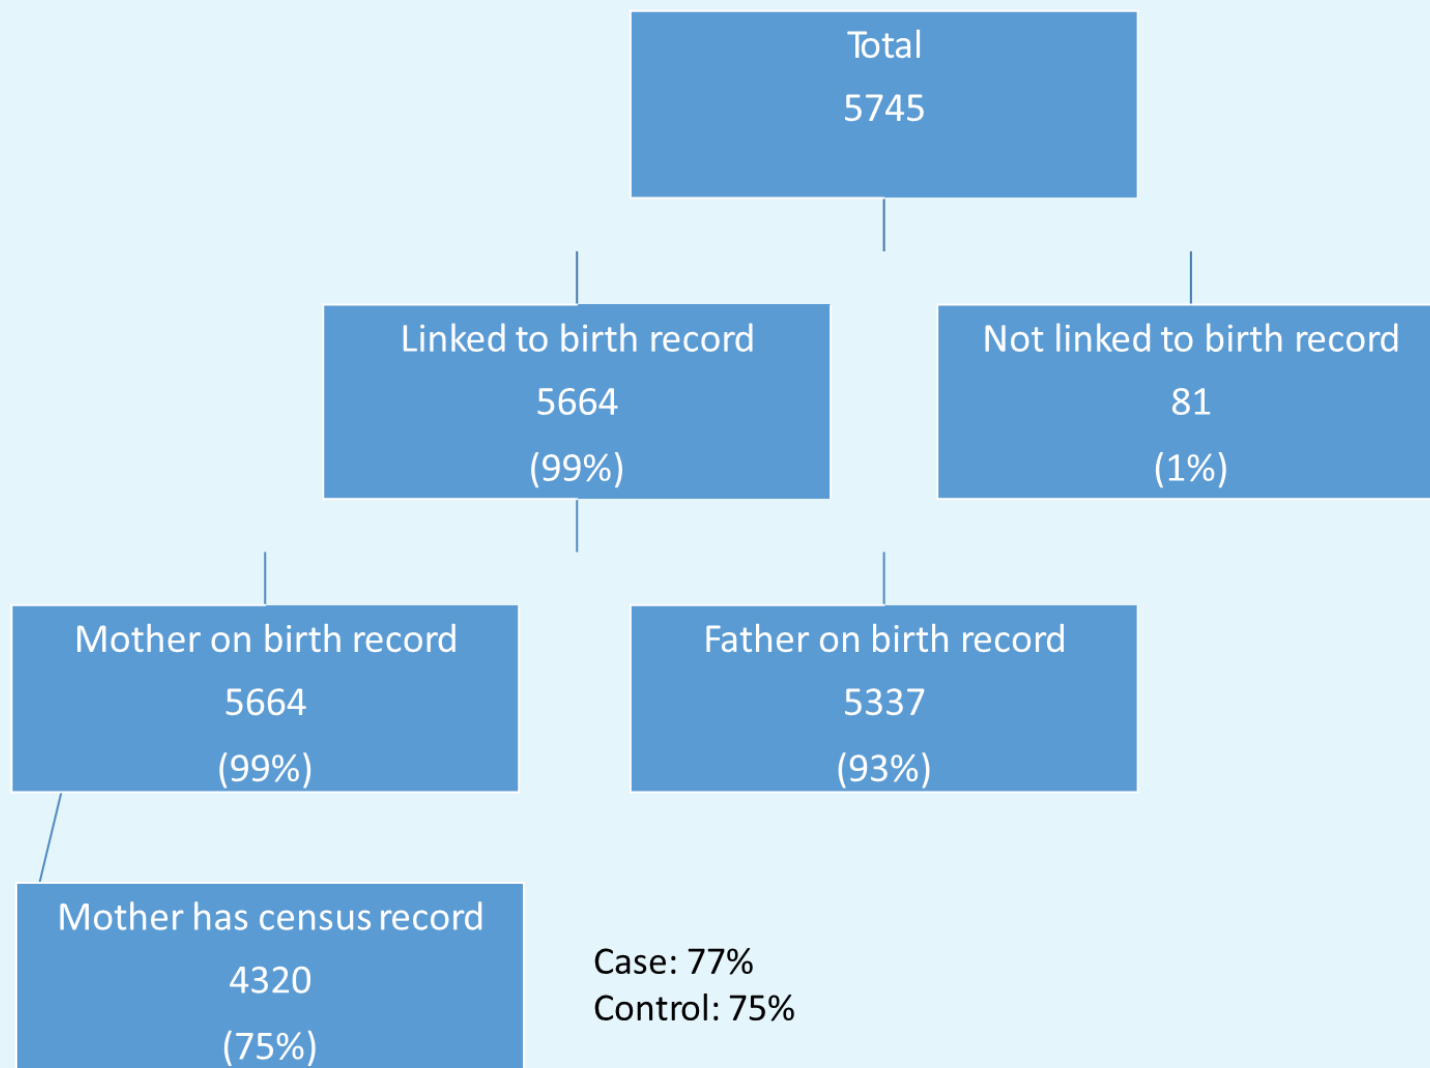 Total
5745
Linked to birth record
5664
(99%)
Not linked to birth record
81
(1%)
Mother on birth record
5664
(99%)
Father on birth record
5337
(93%)
Mother has census record
4320
(75%)
Case: 77%
Control: 75%